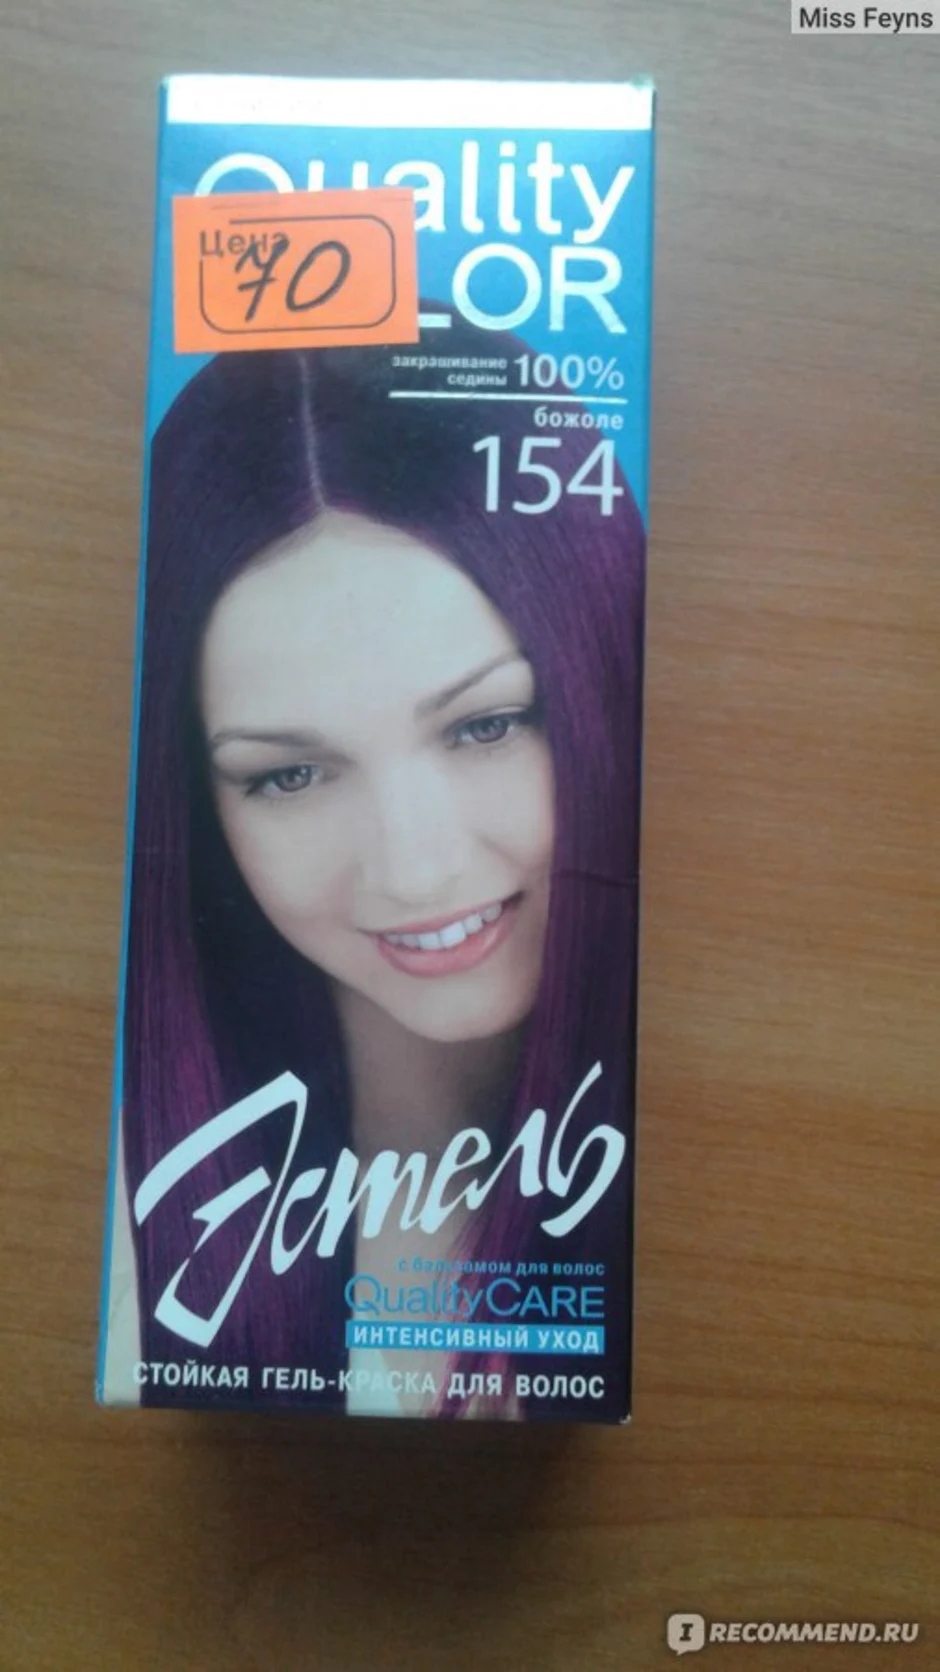 Miss Feyns
Quality
Цена
70
LOR
закрашивание
седины 100%
божоле
154
Эстель
с бальзамом для волос
QualityCARE
ИНТЕНСИВНЫЙ УХОД
СТОЙКАЯ ГЕЛЬ-КРАСКА ДЛЯ ВОЛОС
IRECOMMEND.RU